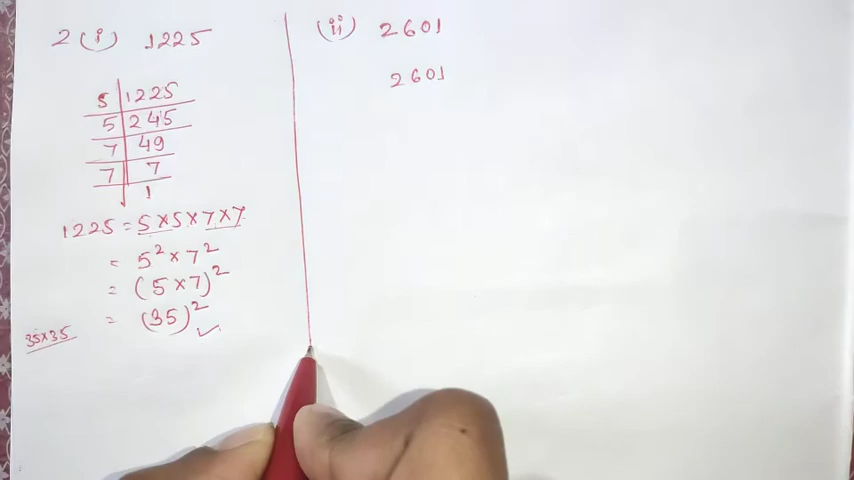 2 (i) 1225
5 | 1225
5 | 245
7 | 49
7 | 7
1
1225 = 5 × 5 × 7 × 7
= 5² × 7²
= (5 × 7)²
= (35)² ✓
35×35
(ii) 2601
2601